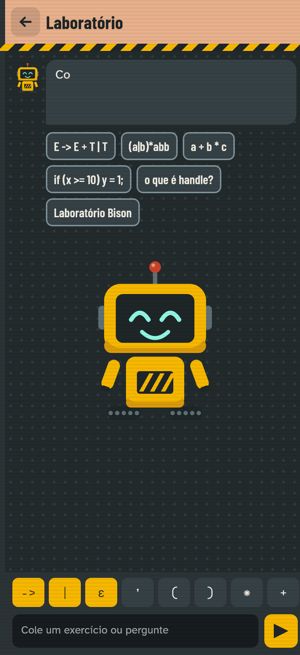 Laboratório
Co
E -> E + T | T
(a|b)*abb
a + b * c
if (x >= 10) y = 1;
o que é handle?
Laboratório Bison
-> | ε ' ( ) * +
Cole um exercício ou pergunte